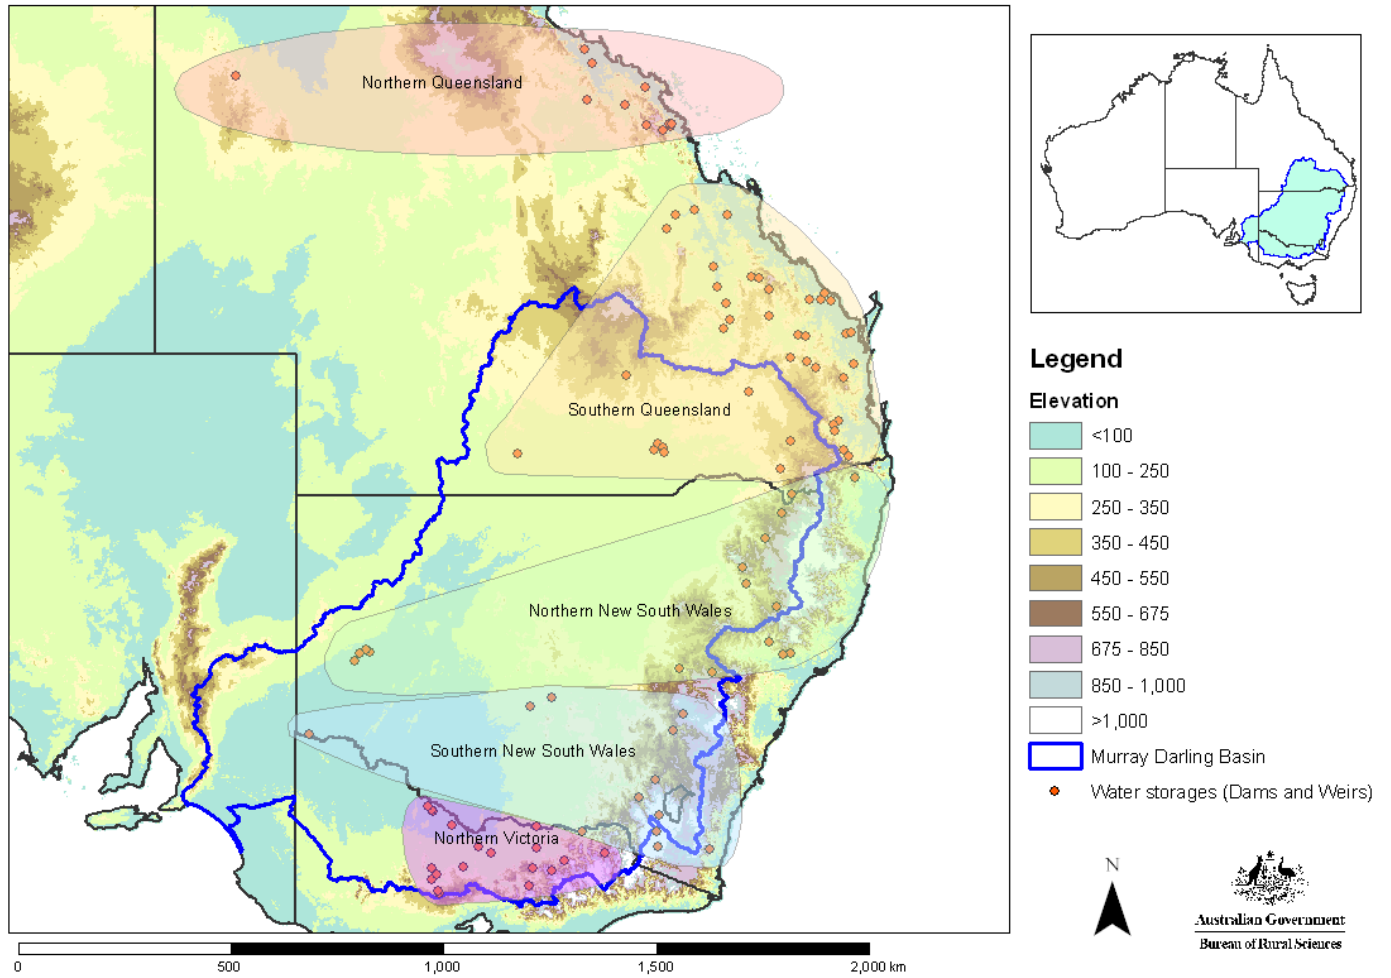 Northern Queensland
Southern Queensland
Northern New South Wales
Southern New South Wales
Northern Victoria
0 500 1,000 1,500 2,000 km
Legend
Elevation
<100
100 - 250
250 - 350
350 - 450
450 - 550
550 - 675
675 - 850
850 - 1,000
>1,000
Murray Darling Basin
Water storages (Dams and Weirs)
N
Australian Government
Bureau of Rural Sciences